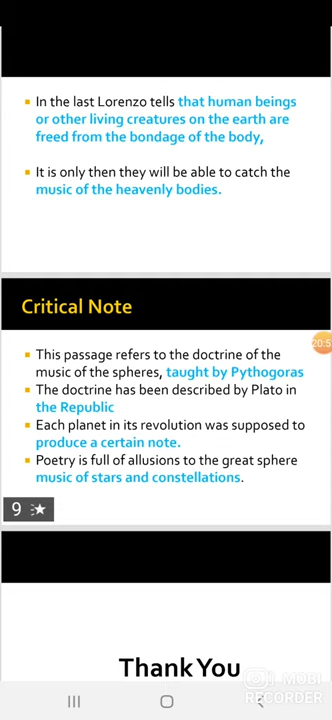 In the last Lorenzo tells that human beings
or other living creatures on the earth are
freed from the bondage of the body,
It is only then they will be able to catch the
music of the heavenly bodies.
Critical Note
20:5
This passage refers to the doctrine of the
music of the spheres, taught by Pythogoras
The doctrine has been described by Plato in
the Republic
Each planet in its revolution was supposed to
produce a certain note.
Poetry is full of allusions to the great sphere
music of stars and constellations.
9
Thank You
MOBI
RECORDER